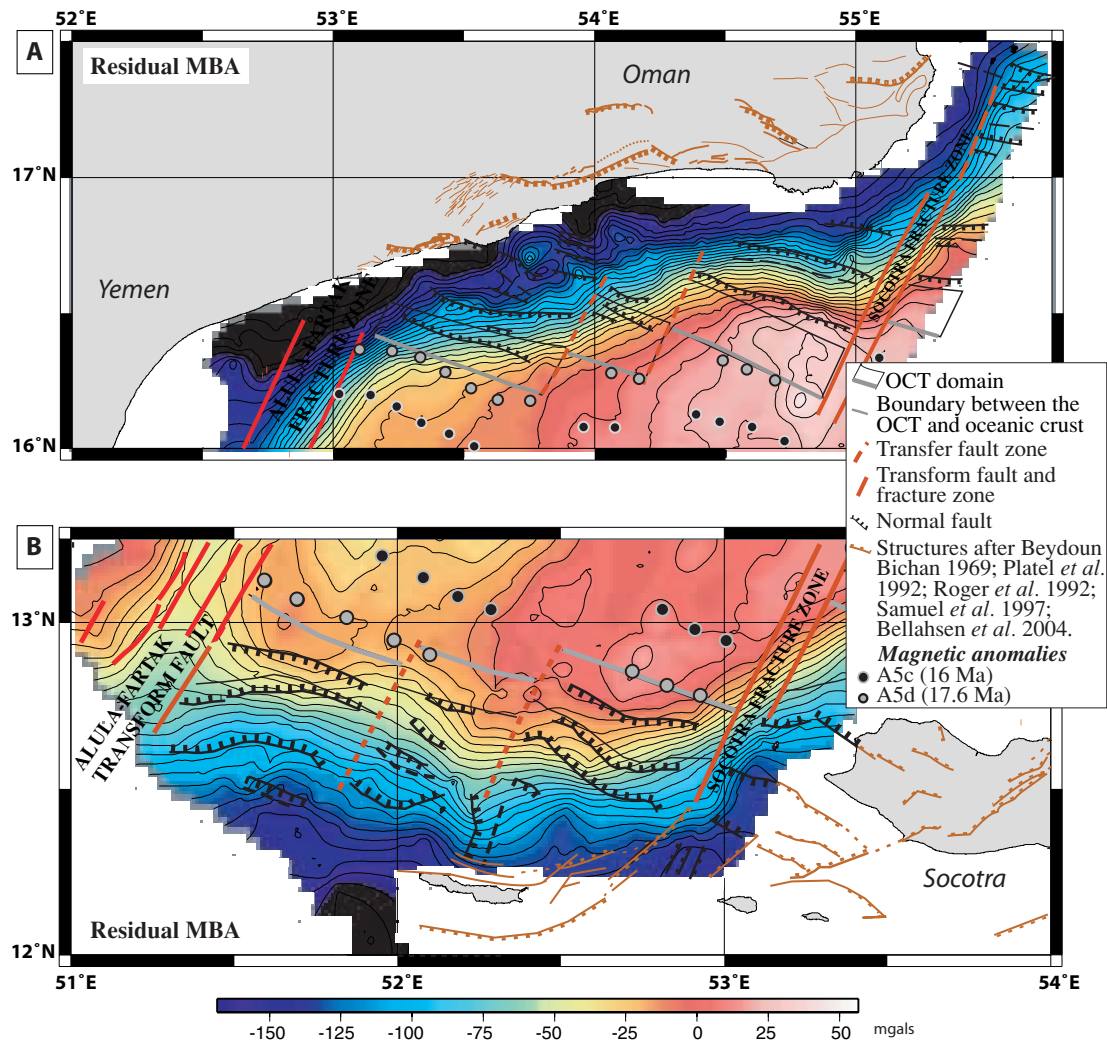 52˚E
53˚E
54˚E
55˚E
A
Residual MBA
Oman
17˚N
Yemen
ALULA-FARTAK
FRACTURE ZONE
SOCOTRA FRACTURE ZONE
SOCOTRA FRACTURE ZONE
16˚N
OCT domain
Boundary between the
OCT and oceanic crust
Transfer fault zone
Transform fault and
fracture zone
Normal fault
Structures after Beydoun
Bichan 1969; Platel et al.
1992; Roger et al. 1992;
Samuel et al. 1997;
Bellahsen et al. 2004.
Magnetic anomalies
A5c (16 Ma)
A5d (17.6 Ma)
B
13˚N
ALULA-FARTAK
TRANSFORM FAULT
SOCOTRA FRACTURE ZONE
Socotra
Residual MBA
12˚N
51˚E
52˚E
53˚E
54˚E
-150
-125
-100
-75
-50
-25
0
25
50
mgals